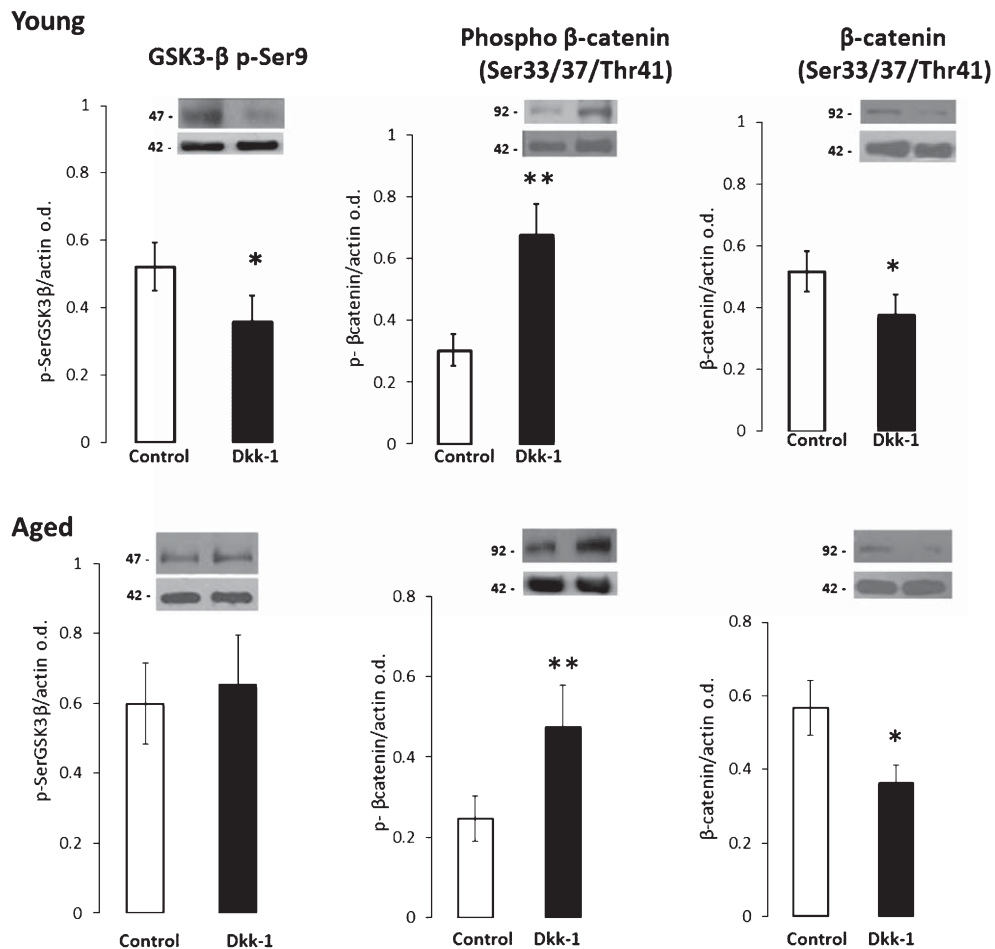 Young
GSK3-β p-Ser9
Phospho β-catenin
(Ser33/37/Thr41)
β-catenin
(Ser33/37/Thr41)
47 -
42 -
1
0.8
0.6
0.4
0.2
0
p-SerGSK3β/actin o.d.
*
Control
Dkk-1
92 -
42 -
1
0.8
0.6
0.4
0.2
0
p- βcatenin/actin o.d.
**
Control
Dkk-1
92 -
42 -
1
0.8
0.6
0.4
0.2
0
β-catenin/actin o.d.
*
Control
Dkk-1
Aged
47 -
42 -
1
0.8
0.6
0.4
0.2
0
p-SerGSK3β/actin o.d.
Control
Dkk-1
92 -
42 -
0.8
0.6
0.4
0.2
0
p- βcatenin/actin o.d.
**
Control
Dkk-1
92 -
42 -
0.8
0.6
0.4
0.2
0
β-catenin/actin o.d.
*
Control
Dkk-1